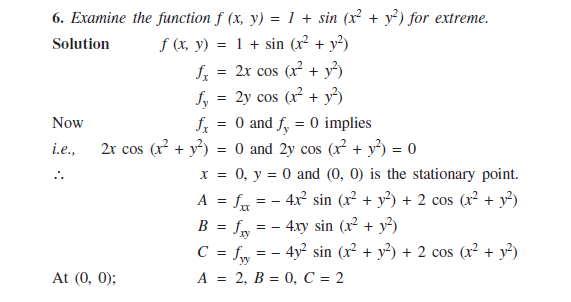 6. Examine the function f (x, y) = 1 + sin (x² + y²) for extreme.
Solution f (x, y) = 1 + sin (x² + y²)
fₓ = 2x cos (x² + y²)
f_y = 2y cos (x² + y²)
Now fₓ = 0 and f_y = 0 implies
i.e., 2x cos (x² + y²) = 0 and 2y cos (x² + y²) = 0
∴ x = 0, y = 0 and (0, 0) is the stationary point.
A = f_xx = – 4x² sin (x² + y²) + 2 cos (x² + y²)
B = f_xy = – 4xy sin (x² + y²)
C = f_yy = – 4y² sin (x² + y²) + 2 cos (x² + y²)
At (0, 0); A = 2, B = 0, C = 2